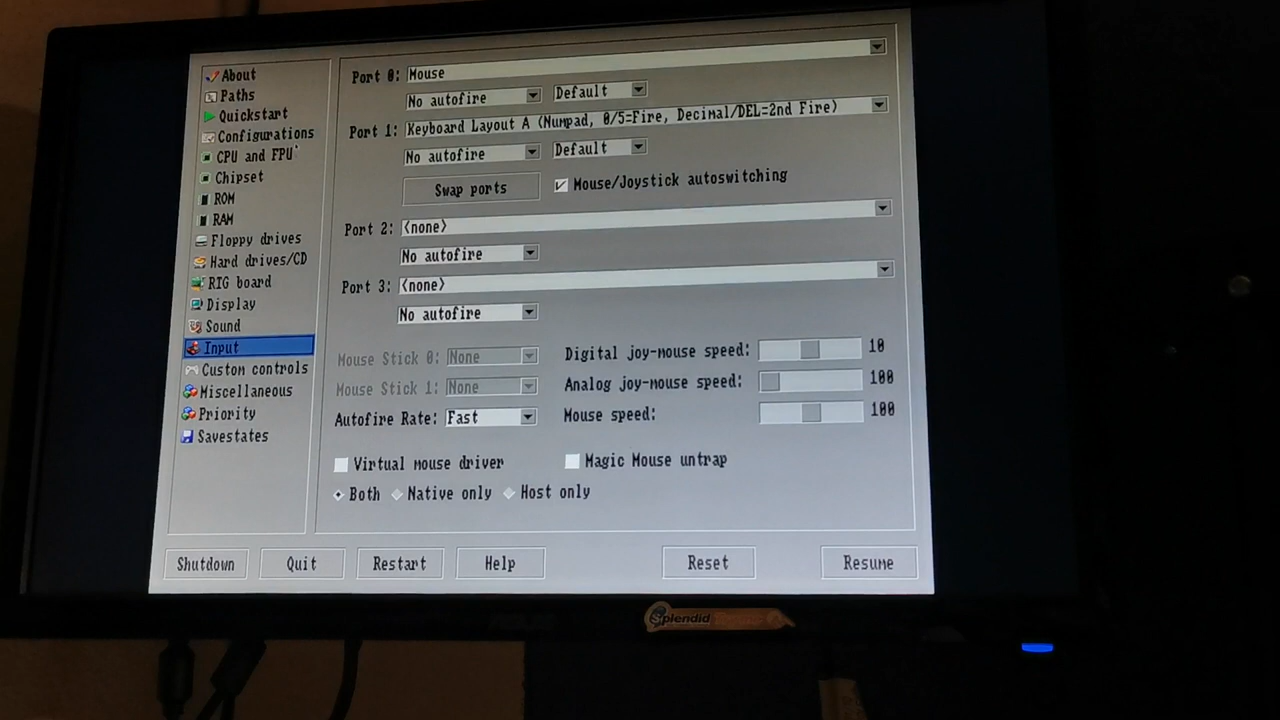 About
Paths
Quickstart
Configurations
CPU and FPU
Chipset
ROM
RAM
Floppy drives
Hard drives/CD
RIG board
Display
Sound
Input
Custom controls
Miscellaneous
Priority
Savestates
Port 0: Mouse
No autofire Default
Port 1: Keyboard Layout A (Numpad, 0/5=Fire, Decimal/DEL=2nd Fire)
No autofire Default
Swap ports Mouse/Joystick autoswitching
Port 2: <none>
No autofire
Port 3: <none>
No autofire
Mouse Stick 0: None Digital joy-mouse speed: 10
Mouse Stick 1: None Analog joy-mouse speed: 100
Autofire Rate: Fast Mouse speed: 100
Virtual mouse driver Magic Mouse untrap
Both Native only Host only
Shutdown Quit Restart Help Reset Resume
Splendid